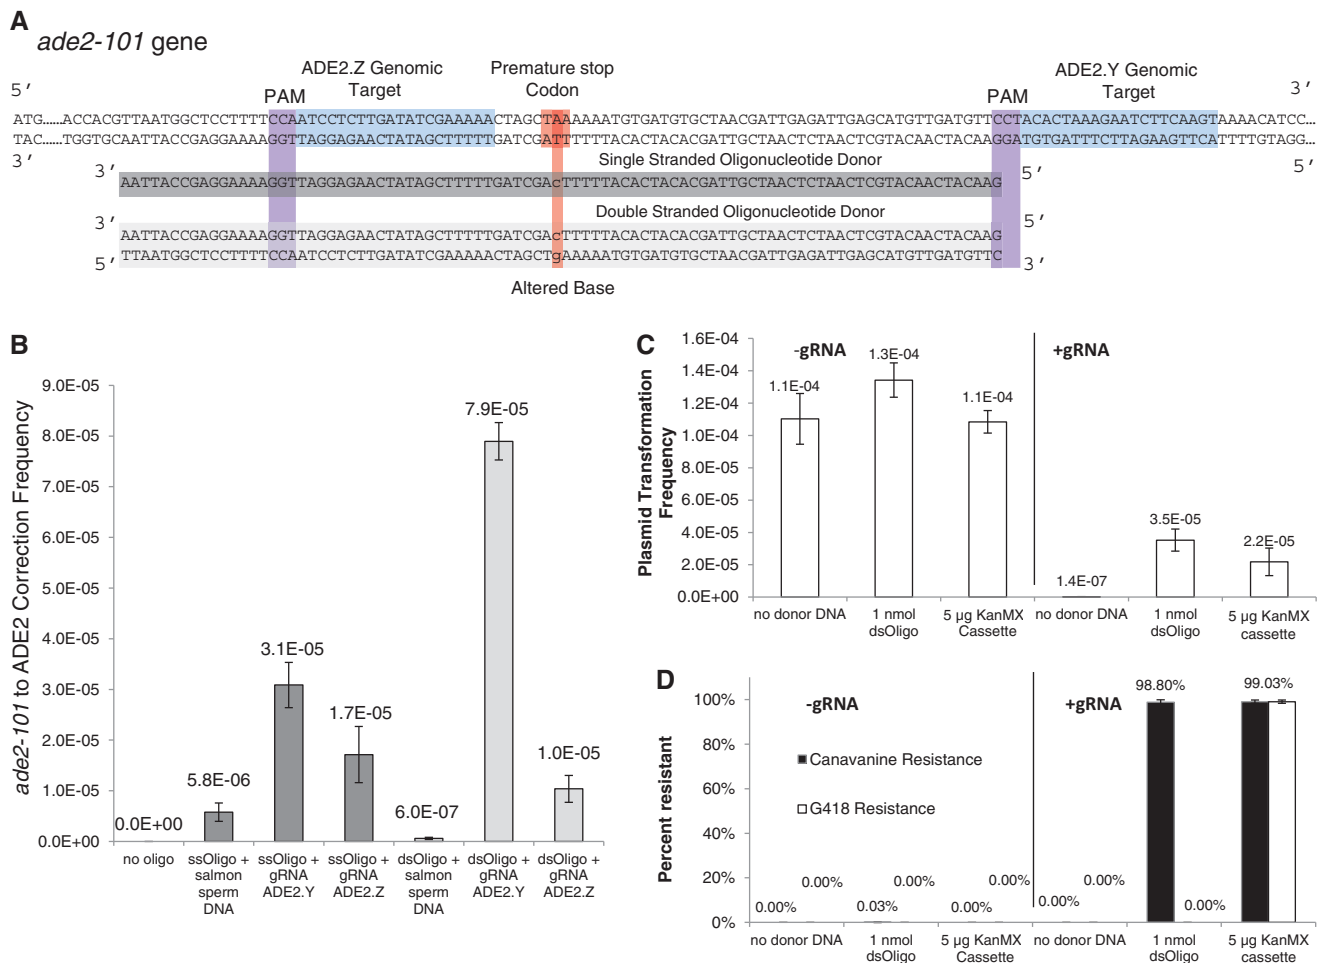 A
ade2-101 gene
ADE2.Z Genomic
Target
Premature stop
Codon
ADE2.Y Genomic
Target
5′
PAM
PAM
3′
ATG......ACCACGTTAATGGCTCCTTTTCCAATCCTCTTGATATCGAAAAACTAGCTAAAAAATGTGATGTGCTAACGATTGAGATTGAGCATGTTGATGTTCCTACACTAAAGAATCTTCAAGTAAAACATCC...
TAC......TGGTGCAATTACCGAGGAAAAGGTTAGGAGAACTATAGCTTTTTGATCGATTTTTTACACTACACGATTGCTAACTCTAACTCGTACAACTACAAGGATGTGATTTCTTAGAAGTTCATTTTGTAGG...
3′
5′
Single Stranded Oligonucleotide Donor
3′
5′
AATTACCGAGGAAAAGGTTAGGAGAACTATAGCTTTTTGATCGAcTTTTTACACTACACGATTGCTAACTCTAACTCGTACAACTACAAG
Double Stranded Oligonucleotide Donor
3′
5′
AATTACCGAGGAAAAGGTTAGGAGAACTATAGCTTTTTGATCGAcTTTTTACACTACACGATTGCTAACTCTAACTCGTACAACTACAAG
TTAATGGCTCCTTTTCCAATCCTCTTGATATCGAAAAACTAGCTgAAAAATGTGATGTGCTAACGATTGAGATTGAGCATGTTGATGTTC
5′
3′
Altered Base
B
ade2-101 to ADE2 Correction Frequency
9.0E-05
8.0E-05
7.0E-05
6.0E-05
5.0E-05
4.0E-05
3.0E-05
2.0E-05
1.0E-05
0.0E+00
0.0E+00
5.8E-06
3.1E-05
1.7E-05
6.0E-07
7.9E-05
1.0E-05
no oligo
ssOligo +
salmon
sperm
DNA
ssOligo +
gRNA
ADE2.Y
ssOligo +
gRNA
ADE2.Z
dsOligo +
salmon
sperm
DNA
dsOligo +
gRNA
ADE2.Y
dsOligo +
gRNA
ADE2.Z
C
Plasmid Transformation
Frequency
1.6E-04
1.4E-04
1.2E-04
1.0E-04
8.0E-05
6.0E-05
4.0E-05
2.0E-05
0.0E+00
-gRNA
+gRNA
1.1E-04
1.3E-04
1.1E-04
1.4E-07
3.5E-05
2.2E-05
no donor DNA
1 nmol
dsOligo
5 µg KanMX
Cassette
no donor DNA
1 nmol
dsOligo
5 µg KanMX
cassette
D
Percent resistant
100%
80%
60%
40%
20%
0%
-gRNA
+gRNA
Canavanine Resistance
G418 Resistance
0.00%
0.00%
0.03%
0.00%
0.00%
0.00%
0.00%
0.00%
98.80%
0.00%
99.03%
no donor DNA
1 nmol
dsOligo
5 µg KanMX
Cassette
no donor DNA
1 nmol
dsOligo
5 µg KanMX
cassette